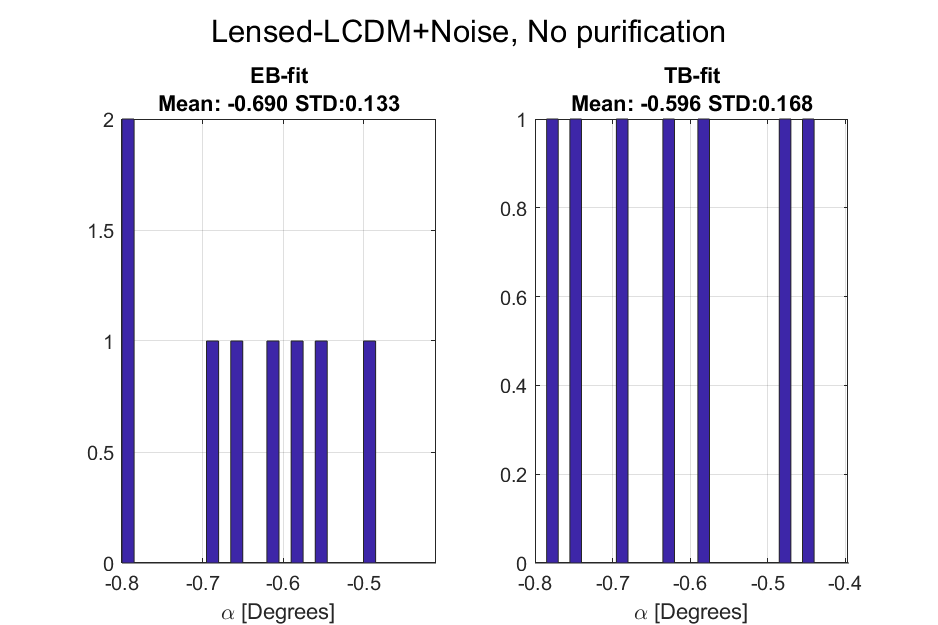 Lensed-LCDM+Noise, No purification
EB-fit
Mean: -0.690 STD:0.133
2
1.5
1
0.5
0
-0.8 -0.7 -0.6 -0.5
α [Degrees]
TB-fit
Mean: -0.596 STD:0.168
1
0.8
0.6
0.4
0.2
0
-0.8 -0.7 -0.6 -0.5 -0.4
α [Degrees]